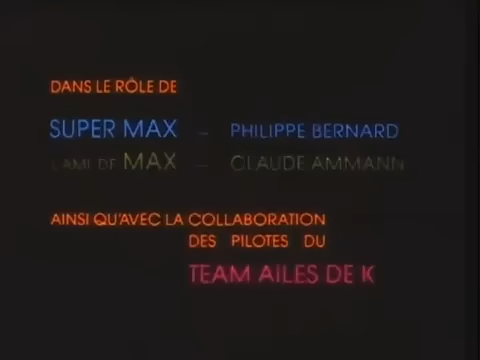 DANS LE RÔLE DE
SUPER MAX – PHILIPPE BERNARD
L'AMI DE MAX – CLAUDE AMMANN
AINSI QU'AVEC LA COLLABORATION
DES PILOTES DU
TEAM AILES DE K